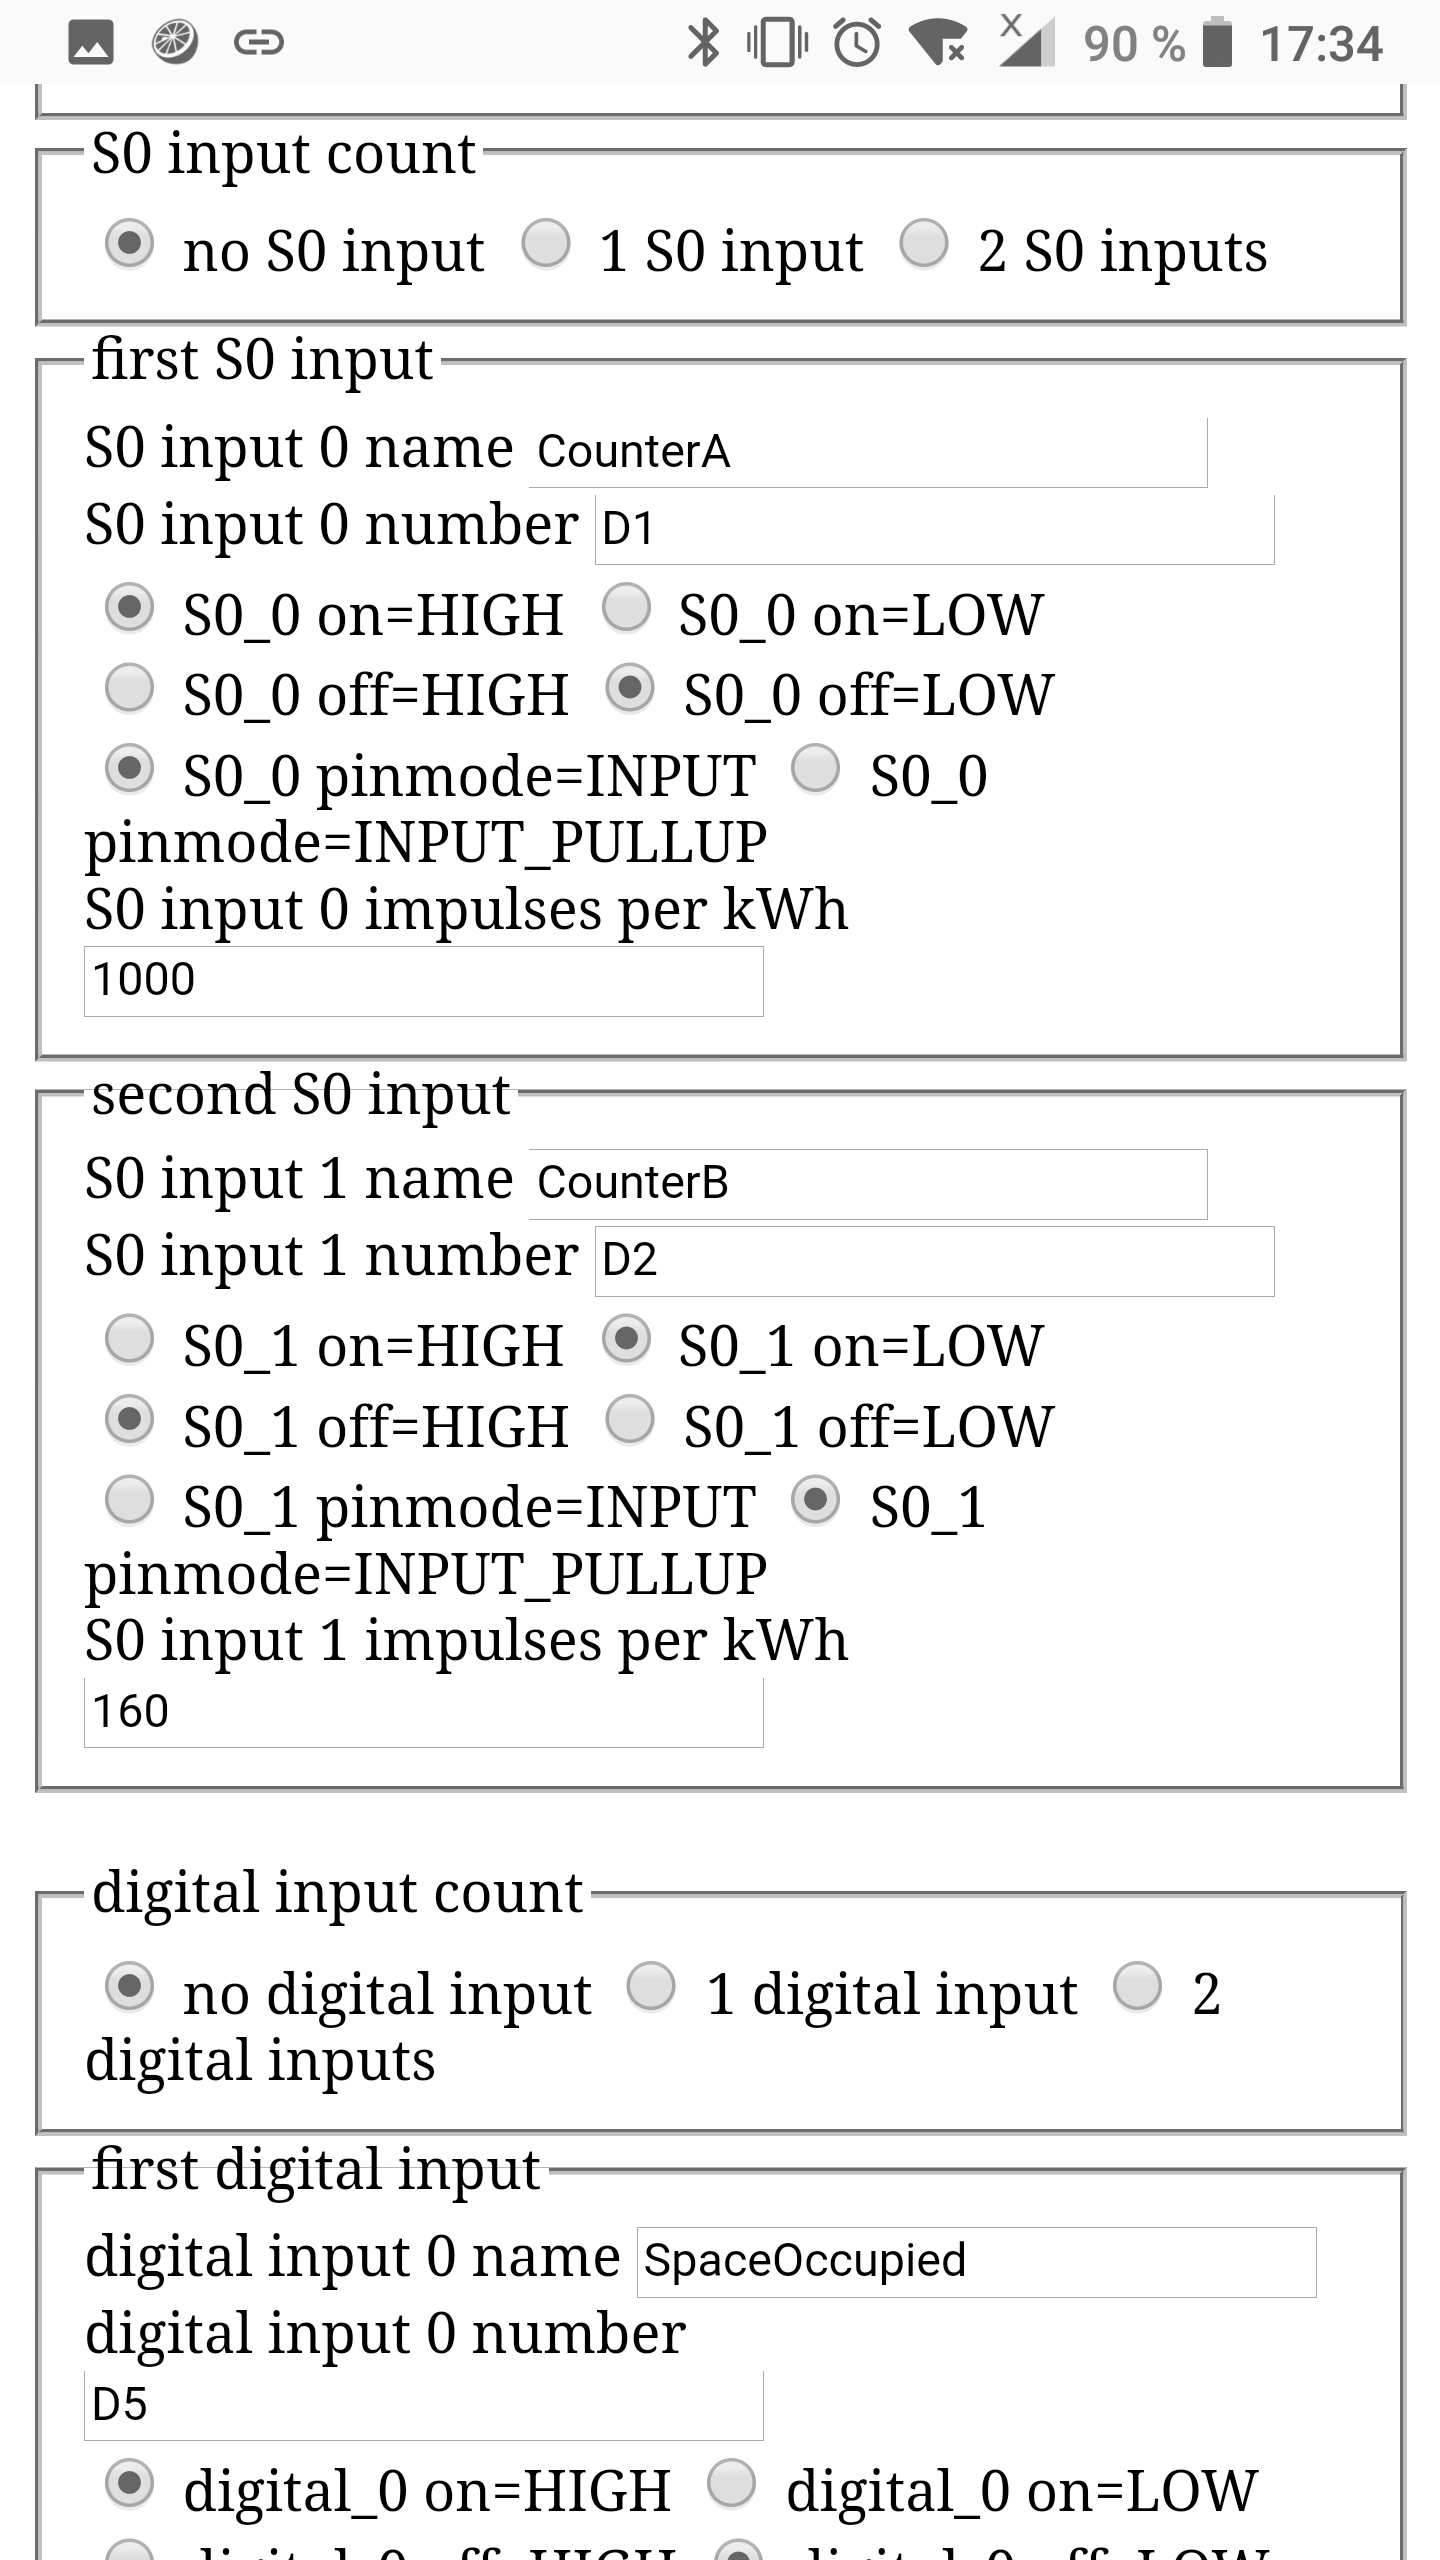 90 % 17:34
S0 input count
no S0 input 1 S0 input 2 S0 inputs
first S0 input
S0 input 0 name CounterA
S0 input 0 number D1
S0_0 on=HIGH S0_0 on=LOW
S0_0 off=HIGH S0_0 off=LOW
S0_0 pinmode=INPUT S0_0
pinmode=INPUT_PULLUP
S0 input 0 impulses per kWh
1000
second S0 input
S0 input 1 name CounterB
S0 input 1 number D2
S0_1 on=HIGH S0_1 on=LOW
S0_1 off=HIGH S0_1 off=LOW
S0_1 pinmode=INPUT S0_1
pinmode=INPUT_PULLUP
S0 input 1 impulses per kWh
160
digital input count
no digital input 1 digital input 2
digital inputs
first digital input
digital input 0 name SpaceOccupied
digital input 0 number
D5
digital_0 on=HIGH digital_0 on=LOW
digital_0 off=HIGH digital_0 off=LOW